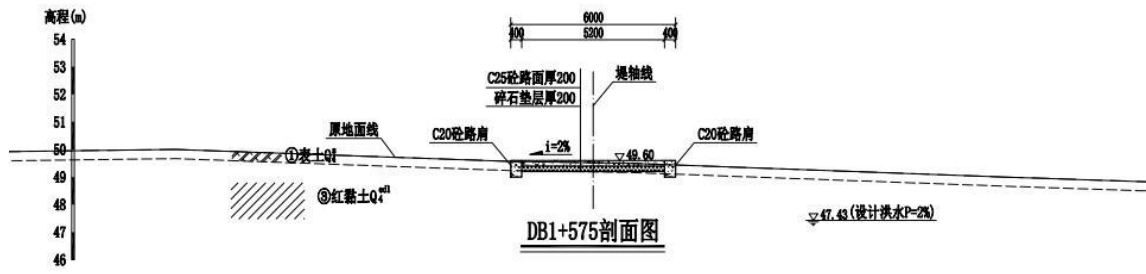 高程(m)
54
53
52
51
50
49
48
47
46
6000
400 5200 400
C25砼路面厚200
碎石垫层厚200
堤轴线
原地面线
C20砼路肩
i=2%
49.60
C20砼路肩
①表土Q
③红黏土Q4
47.43(设计洪水P=2%)
DB1+575剖面图